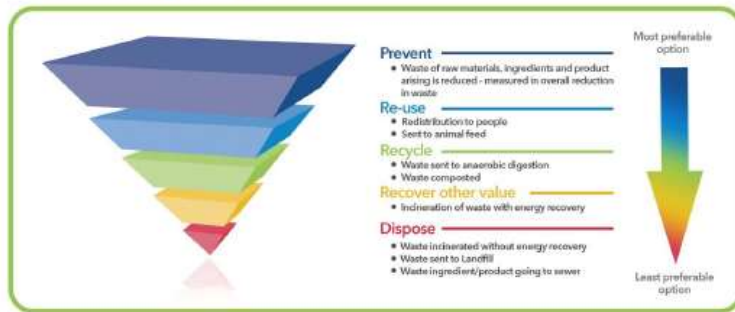 Most preferable
option
Prevent
• Waste of raw materials, ingredients and product
arising is reduced - measured in overall reduction
in waste
Re-use
• Redistribution to people
• Sent to animal feed
Recycle
• Waste sent to anaerobic digestion
• Waste composted
Recover other value
• Incineration of waste with energy recovery
Dispose
• Waste incinerated without energy recovery
• Waste sent to Landfill
• Waste ingredient/product going to sewer
Least preferable
option